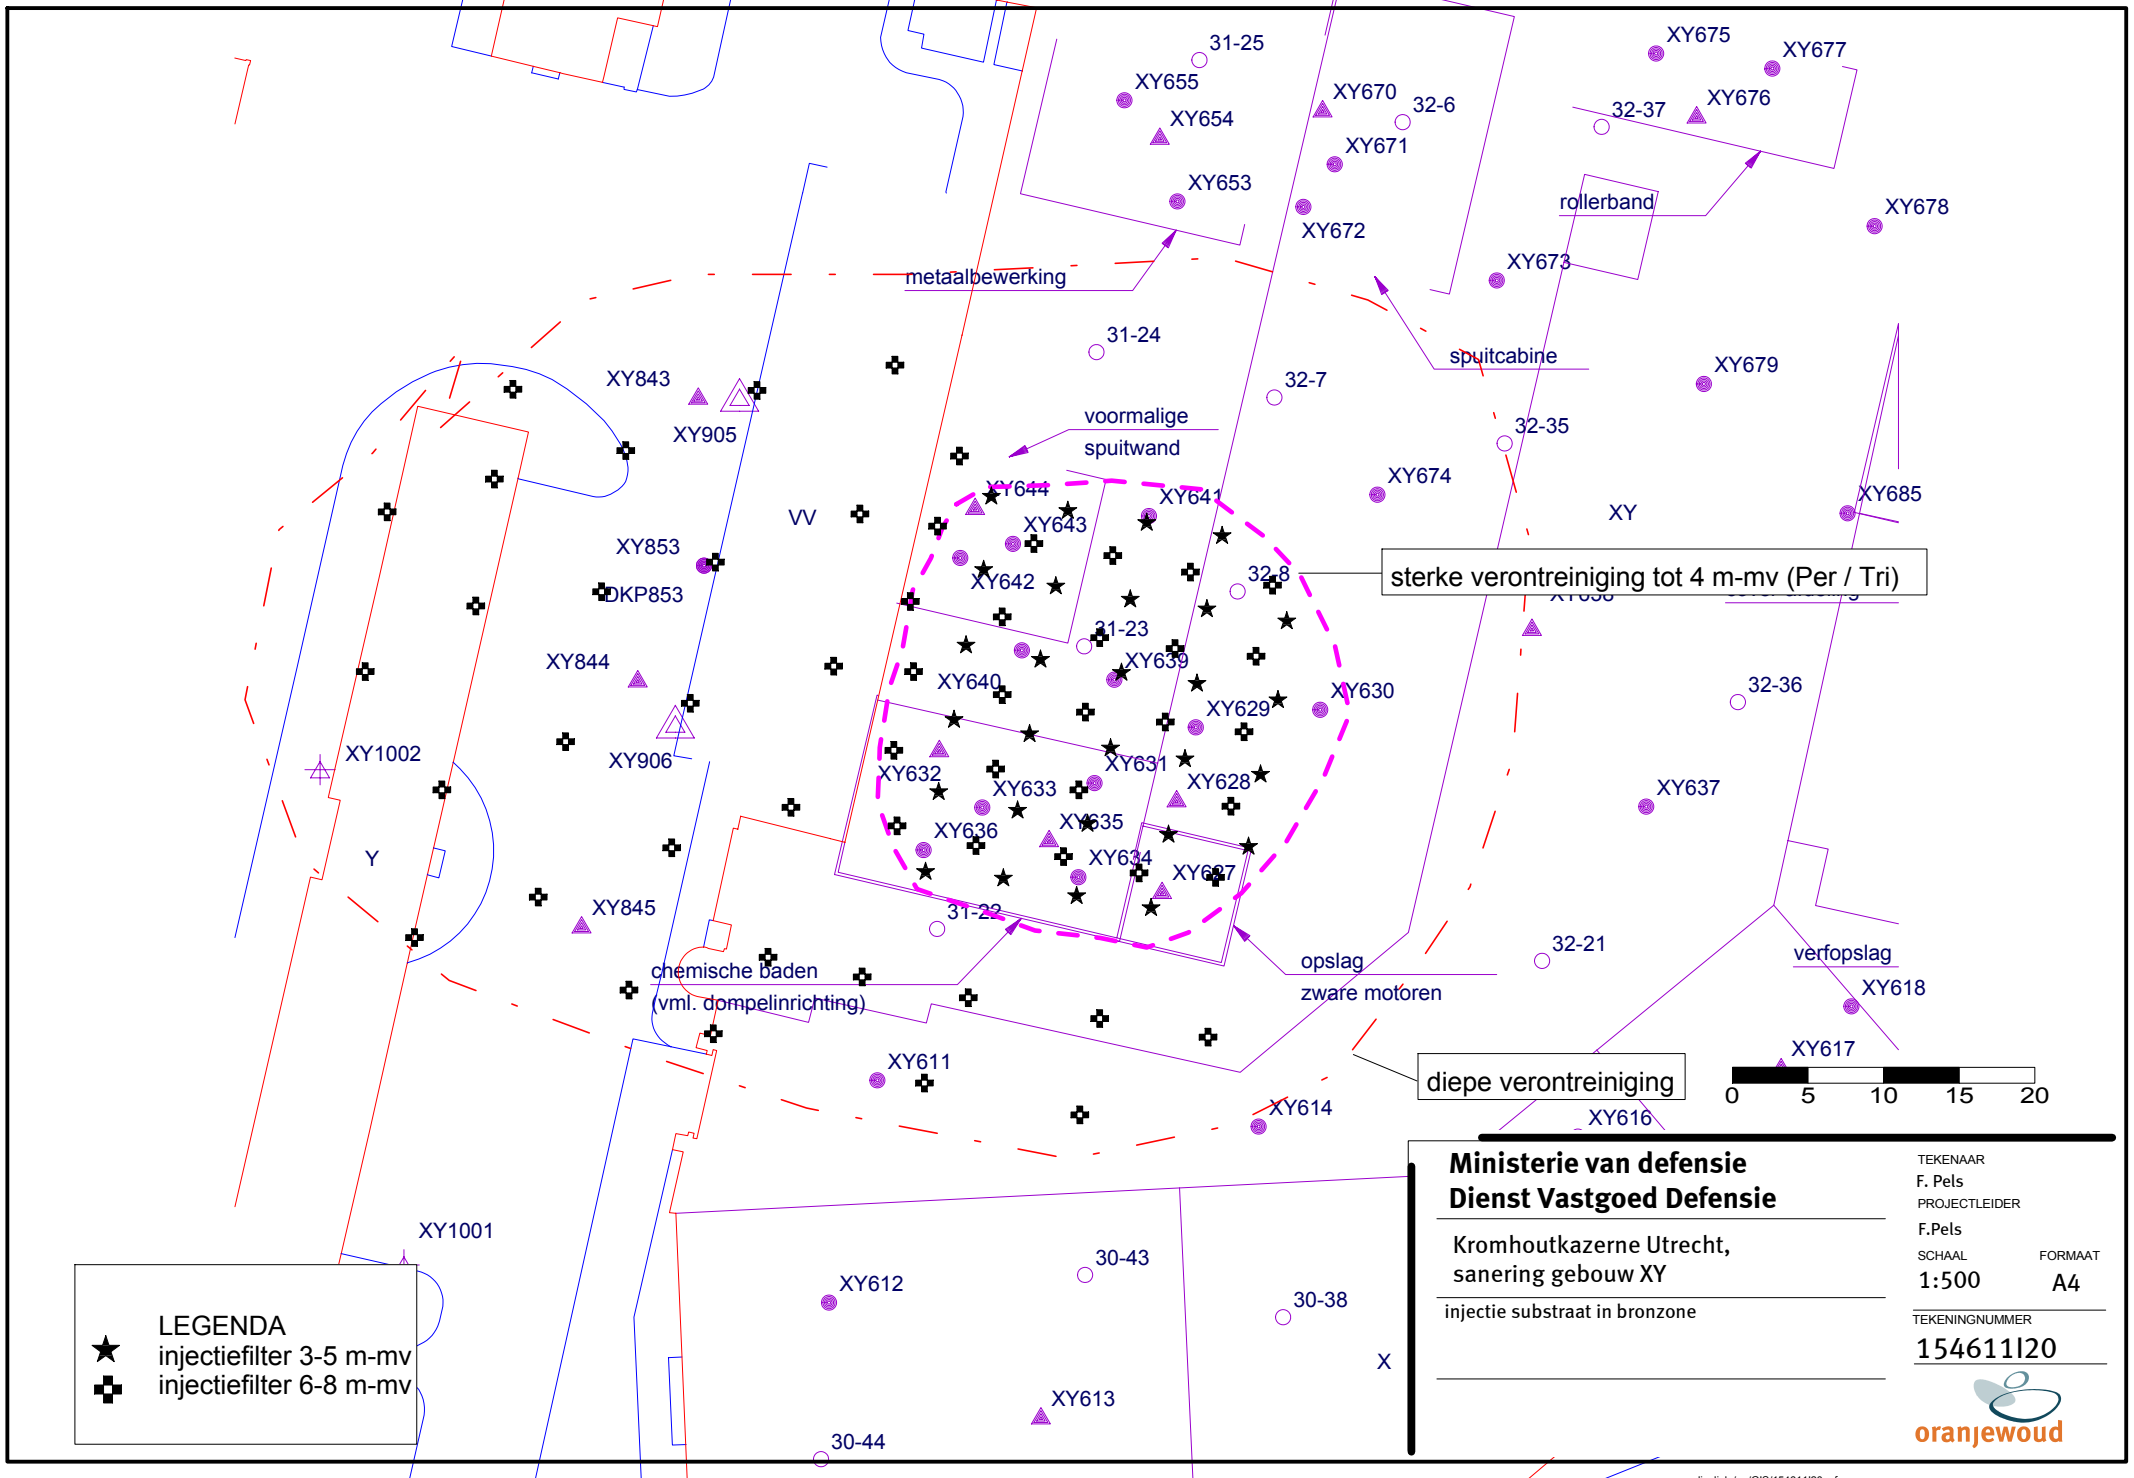 31-25
XY655
XY654
XY653
XY670
32-6
XY671
XY672
XY675
XY677
XY676
32-37
rollerband
XY678
XY673
metaalbewerking
31-24
32-7
spuitcabine
XY679
32-35
XY843
XY905
voormalige
spuitwand
XY674
XY685
XY
VV
XY644
XY643
XY641
XY642
XY853
DKP853
32-8
sterke verontreiniging tot 4 m-mv (Per / Tri)
31-23
XY639
XY640
XY844
XY630
XY629
32-36
XY1002
XY906
XY632
XY633
XY631
XY628
XY637
Y
XY636
XY635
XY634
XY627
XY845
31-22
chemische baden
(vml. dompelinrichting)
opslag
zware motoren
32-21
verfopslag
XY618
XY617
diepe verontreiniging
0 5 10 15 20
XY611
XY614
XY616
XY1001
XY612
30-43
30-38
XY613
30-44
X
LEGENDA
injectiefilter 3-5 m-mv
injectiefilter 6-8 m-mv
Ministerie van defensie
Dienst Vastgoed Defensie
Kromhoutkazerne Utrecht,
sanering gebouw XY
injectie substraat in bronzone
TEKENAAR
F. Pels
PROJECTLEIDER
F.Pels
SCHAAL FORMAAT
1:500 A4
TEKENINGNUMMER
154611I20
oranjewoud